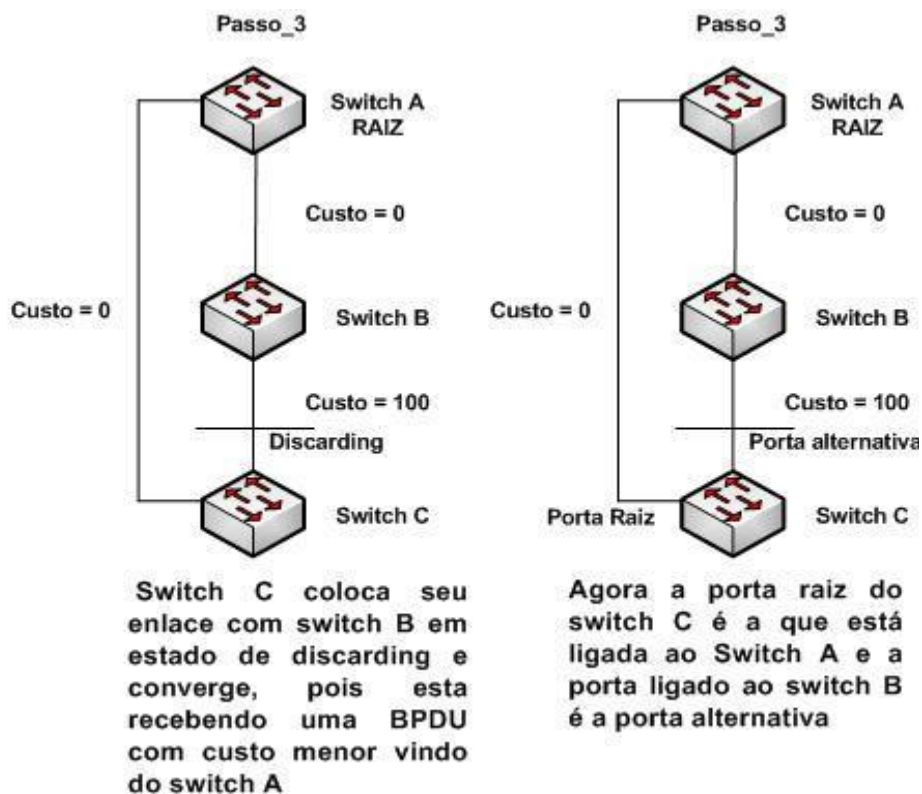 Passo_3
Switch A
RAIZ
Custo = 0
Custo = 0
Switch B
Custo = 100
Discarding
Switch C
Switch C coloca seu
enlace com switch B em
estado de discarding e
converge, pois esta
recebendo uma BPDU
com custo menor vindo
do switch A
Passo_3
Switch A
RAIZ
Custo = 0
Custo = 0
Switch B
Custo = 100
Porta alternativa
Porta Raiz
Switch C
Agora a porta raiz do
switch C é a que está
ligada ao Switch A e a
porta ligado ao switch B
é a porta alternativa